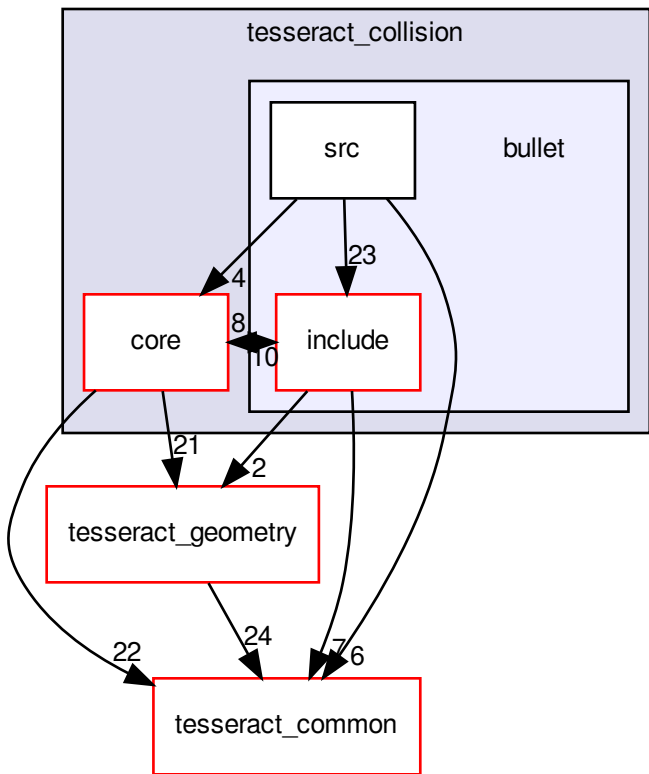 tesseract_collision
src
bullet
4
23
core
8
10
include
21
2
tesseract_geometry
22
24
7
6
tesseract_common